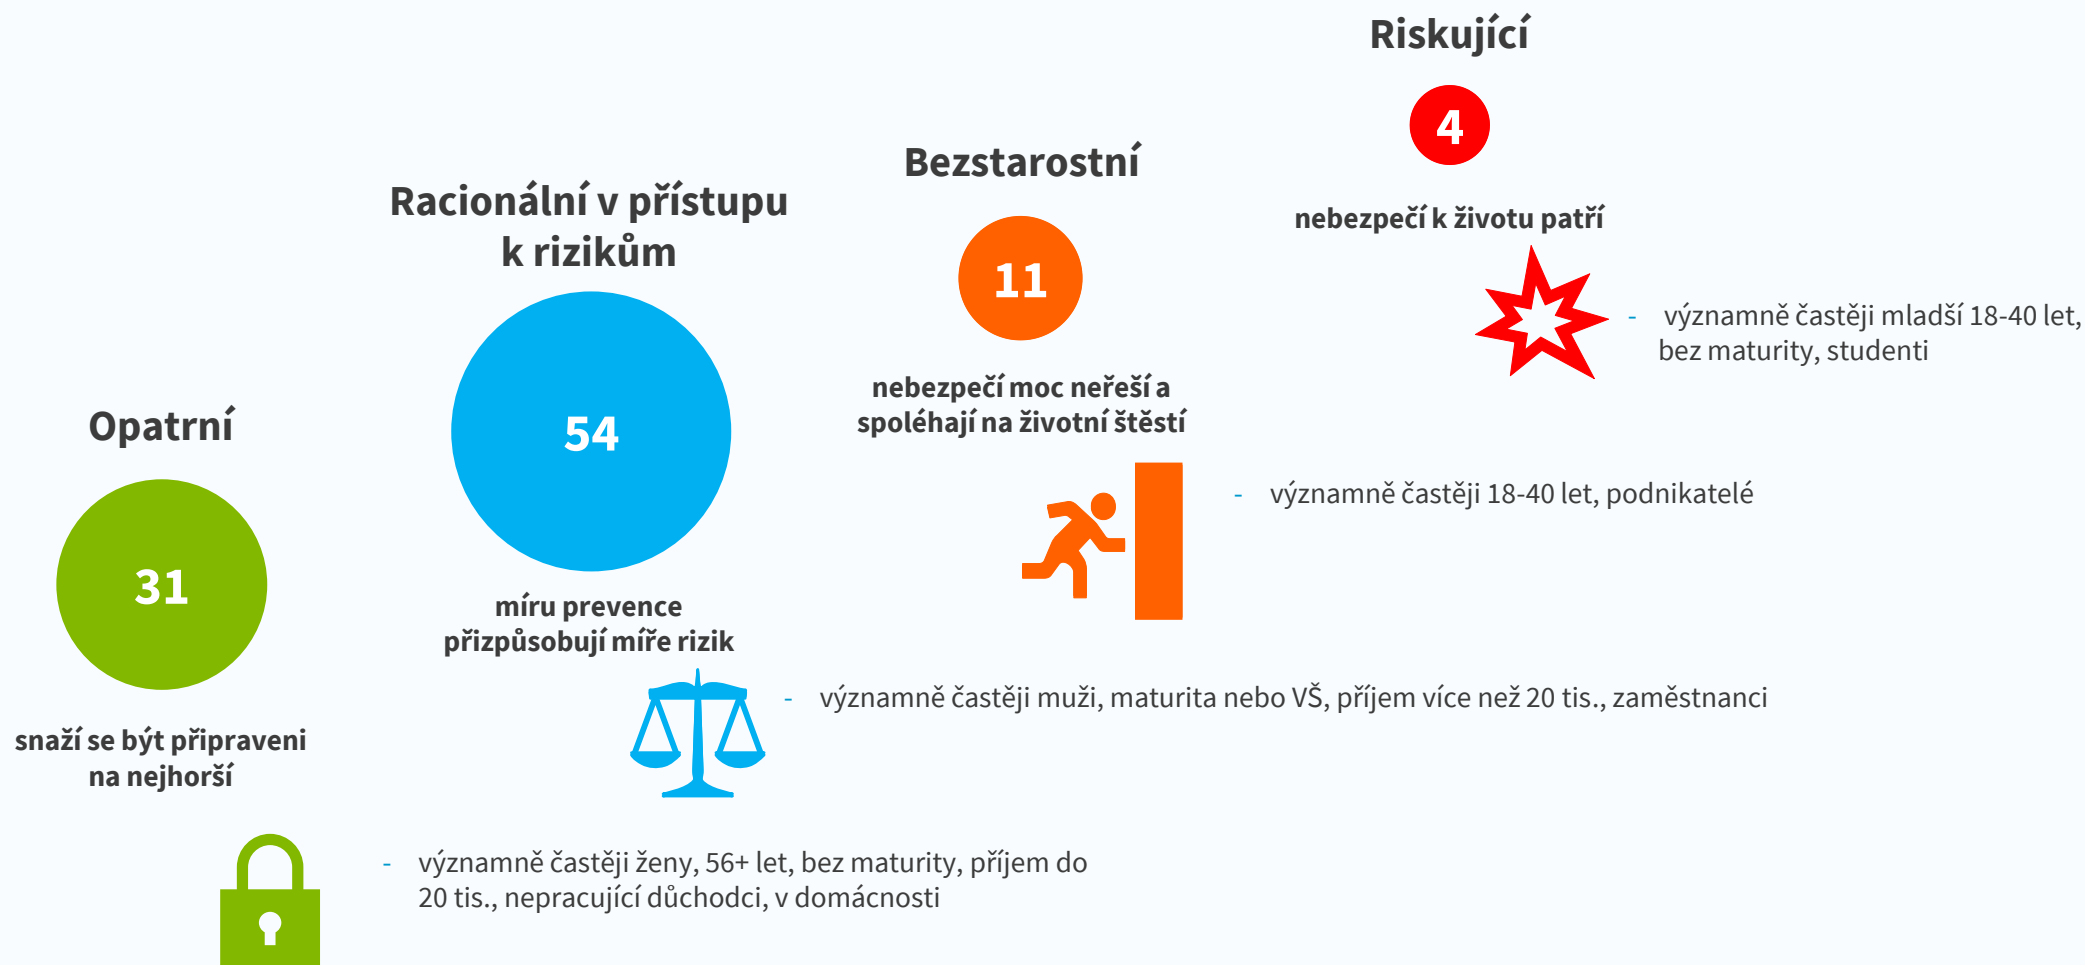 Opatrní
31
snaží se být připraveni
na nejhorší
- významně častěji ženy, 56+ let, bez maturity, příjem do
20 tis., nepracující důchodci, v domácnosti
Racionální v přístupu
k rizikům
54
míru prevence
přizpůsobují míře rizik
- významně častěji muži, maturita nebo VŠ, příjem více než 20 tis., zaměstnanci
Bezstarostní
11
nebezpečí moc neřeší a
spoléhají na životní štěstí
- významně častěji 18-40 let, podnikatelé
Riskující
4
nebezpečí k životu patří
- významně častěji mladší 18-40 let,
bez maturity, studenti